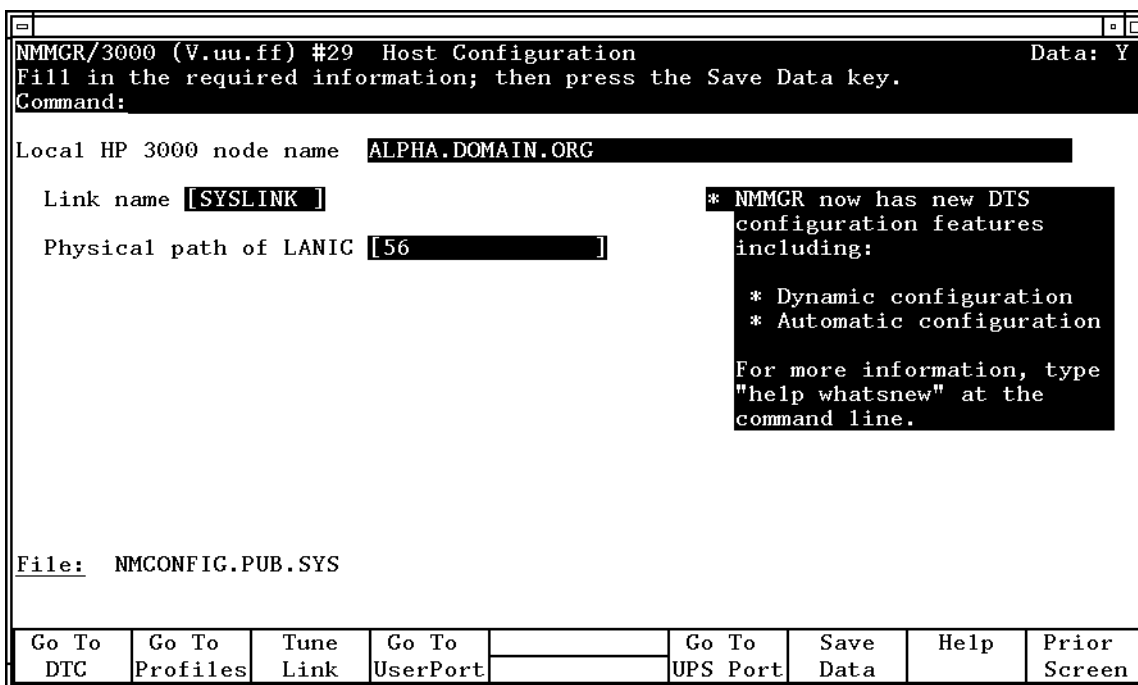 NMMGR/3000 (V.uu.ff) #29  Host Configuration                    Data: Y
Fill in the required information; then press the Save Data key.
Command:
Local HP 3000 node name  ALPHA.DOMAIN.ORG
Link name [SYSLINK ]
Physical path of LANIC [56             ]
* NMMGR now has new DTS
configuration features
including:
* Dynamic configuration
* Automatic configuration
For more information, type
"help whatsnew" at the
command line.
File:  NMCONFIG.PUB.SYS
Go To  Go To  Tune  Go To  Go To  Save  Help  Prior
DTC  Profiles  Link  UserPort  UPS Port  Data  Screen